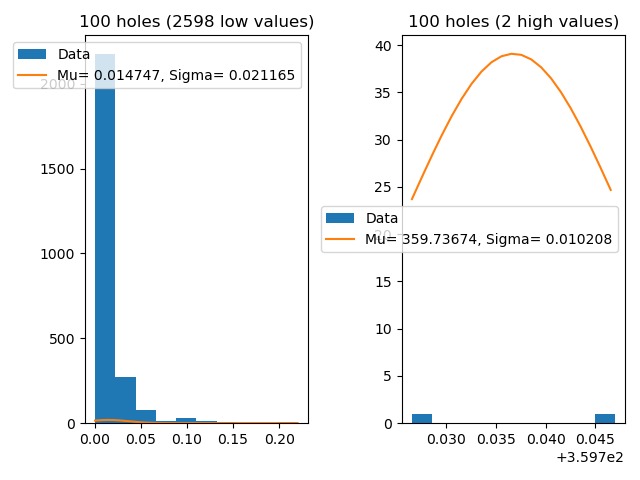 100 holes (2598 low values)
Data
Mu= 0.014747, Sigma= 0.021165
2000
1500
1000
500
0
0.00 0.05 0.10 0.15 0.20
100 holes (2 high values)
40
35
30
25
Data
20
Mu= 359.73674, Sigma= 0.010208
15
10
5
0
0.030 0.035 0.040 0.045
+3.597e2